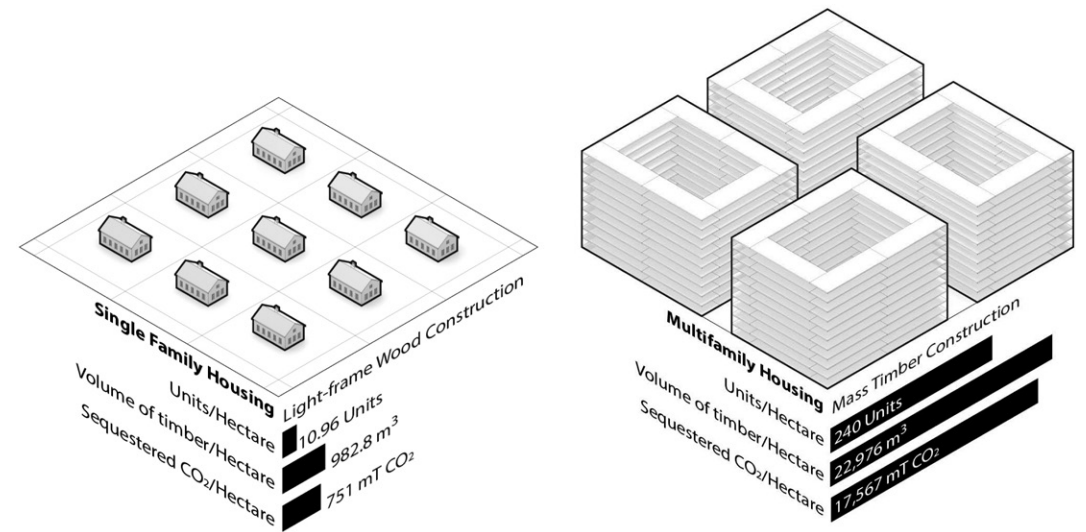 Single Family Housing
Light-frame Wood Construction
Units/Hectare
10.96 Units
Volume of timber/Hectare
982.8 m³
Sequestered CO₂/Hectare
751 mT CO₂
Multifamily Housing
Mass Timber Construction
Units/Hectare
240 Units
Volume of timber/Hectare
22,976 m³
Sequestered CO₂/Hectare
17,567 mT CO₂